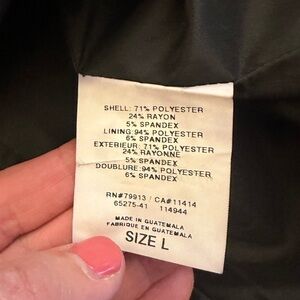 SHELL: 71% POLYESTER
24% RAYON
5% SPANDEX
LINING: 94% POLYESTER
6% SPANDEX
EXTERIEUR: 71% POLYESTER
24% RAYONNE
5% SPANDEX
DOUBLURE: 94% POLYESTER
6% SPANDEX
RN#79913 / CA#11414
65275-41 114944
MADE IN GUATEMALA
FABRIQUE EN GUATEMALA
SIZE L